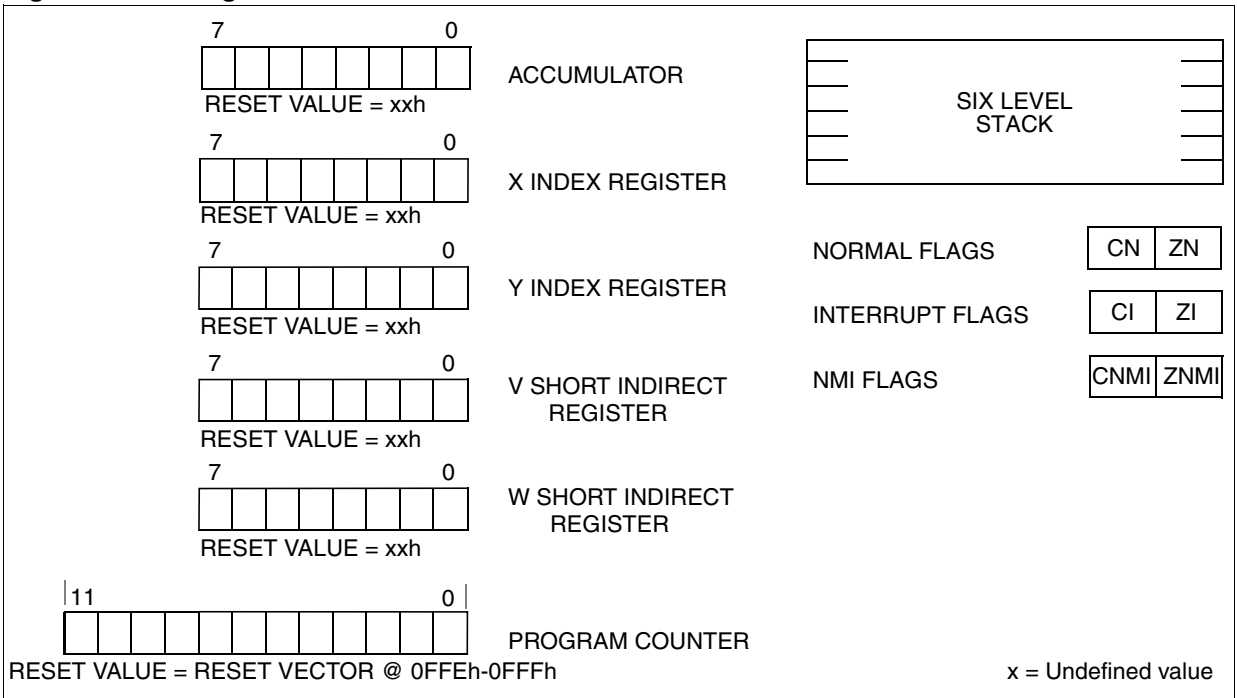 7 0
ACCUMULATOR
RESET VALUE = xxh
7 0
X INDEX REGISTER
RESET VALUE = xxh
7 0
Y INDEX REGISTER
RESET VALUE = xxh
7 0
V SHORT INDIRECT
REGISTER
RESET VALUE = xxh
7 0
W SHORT INDIRECT
REGISTER
RESET VALUE = xxh
11 0
PROGRAM COUNTER
RESET VALUE = RESET VECTOR @ 0FFEh-0FFFh
SIX LEVEL
STACK
NORMAL FLAGS CN ZN
INTERRUPT FLAGS CI ZI
NMI FLAGS CNMI ZNMI
x = Undefined value